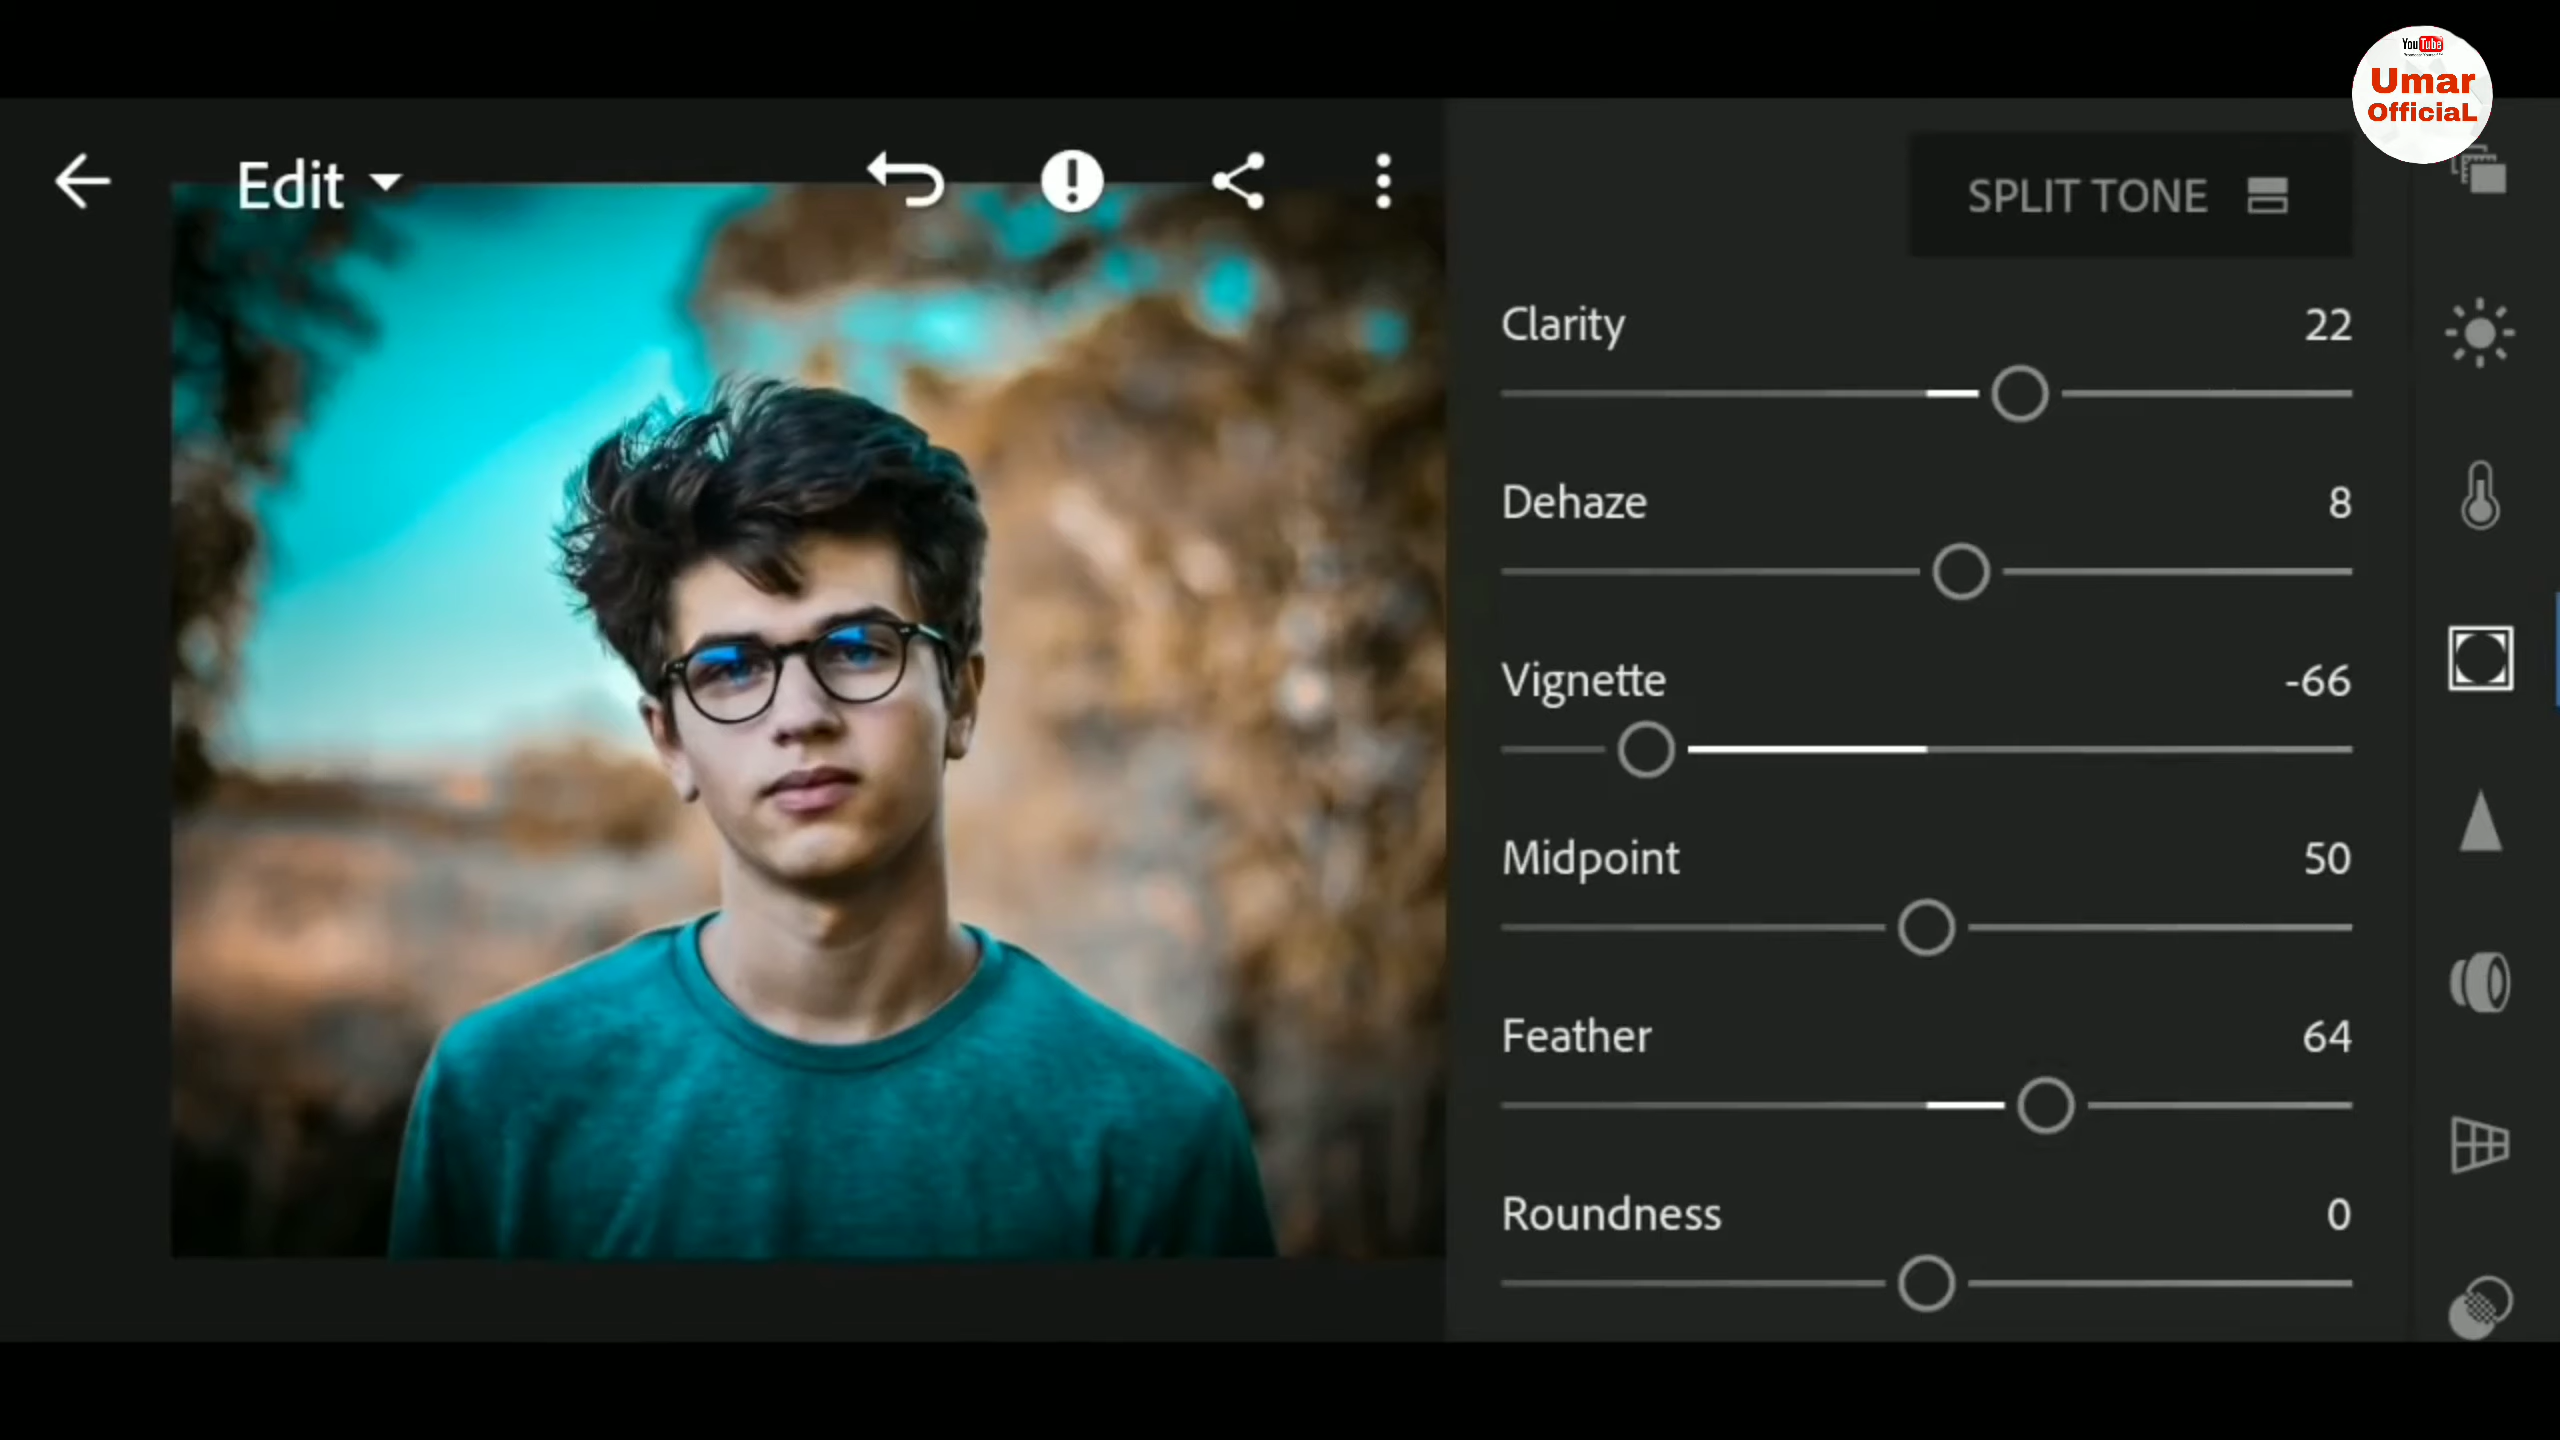 YouTube
Umar
OfficiaL
Edit
SPLIT TONE
Clarity 22
Dehaze 8
Vignette -66
Midpoint 50
Feather 64
Roundness 0